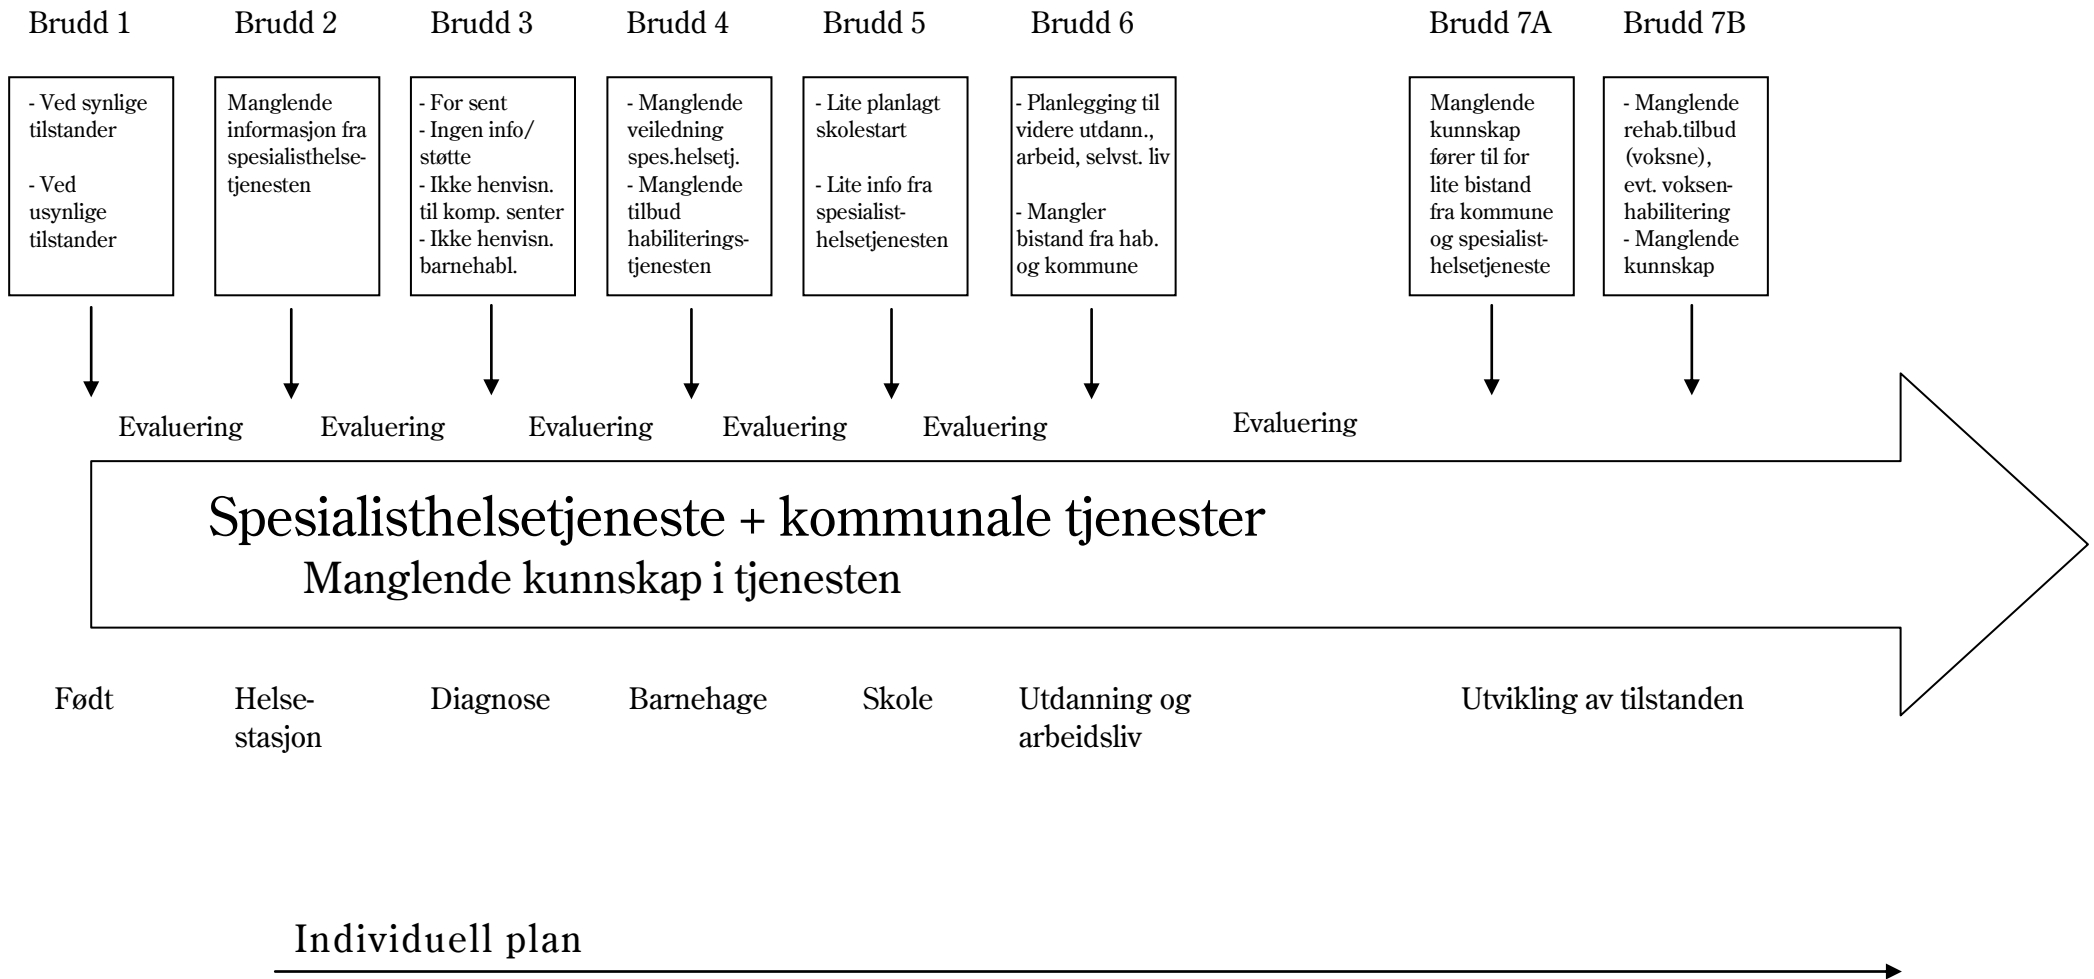 Brudd 1
Brudd 2
Brudd 3
Brudd 4
Brudd 5
Brudd 6
Brudd 7A
Brudd 7B
- Ved synlige
tilstander
- Ved
usynlige
tilstander
Manglende
informasjon fra
spesialisthelse-
tjenesten
- For sent
- Ingen info/
støtte
- Ikke henvisn.
til komp. senter
- Ikke henvisn.
barnehabl.
- Manglende
veiledning
spes.helsetj.
- Manglende
tilbud
habiliterings-
tjenesten
- Lite planlagt
skolestart
- Lite info fra
spesialist-
helsetjenesten
- Planlegging til
videre utdann.,
arbeid, selvst. liv
- Mangler
bistand fra hab.
og kommune
Manglende
kunnskap
fører til for
lite bistand
fra kommune
og spesialist-
helsetjeneste
- Manglende
rehab.tilbud
(voksne),
evt. voksen-
habilitering
- Manglende
kunnskap
Evaluering
Evaluering
Evaluering
Evaluering
Evaluering
Evaluering
Spesialisthelsetjeneste + kommunale tjenester
Manglende kunnskap i tjenesten
Født
Helse-
stasjon
Diagnose
Barnehage
Skole
Utdanning og
arbeidsliv
Utvikling av tilstanden
Individuell plan